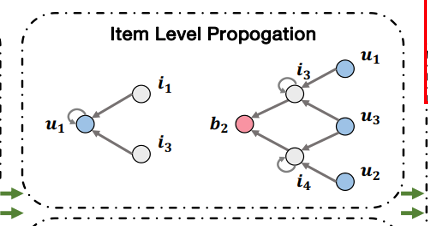 Item Level Propogation
i₁
u₁
i₃
i₃
u₁
b₂
u₃
i₄
u₂